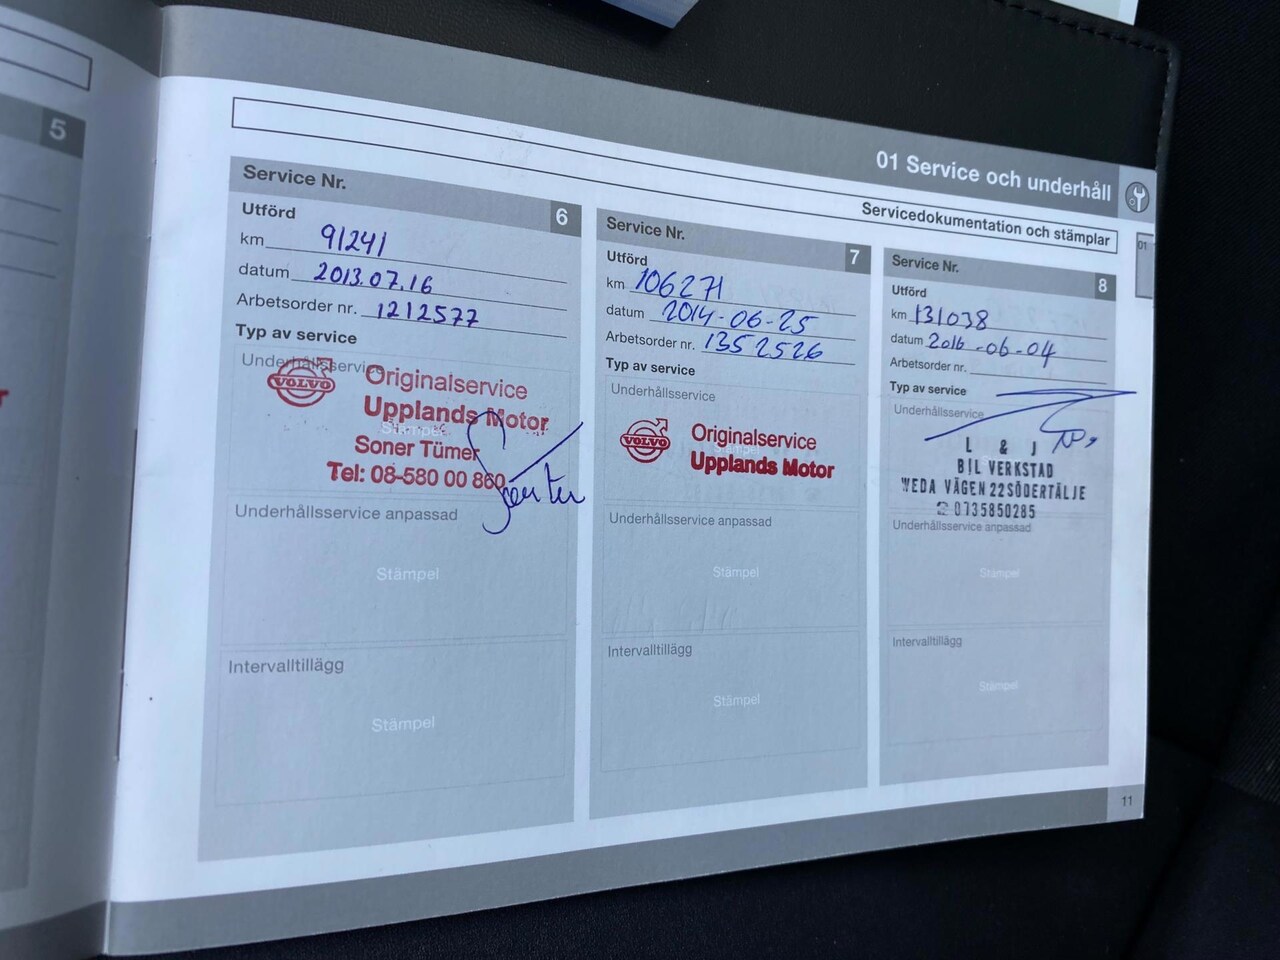 5
01 Service och underhåll
Servicedokumentation och stämplar
01
Service Nr. 6
Utförd
km 91241
datum 2013.07.16
Arbetsorder nr. 1212577
Typ av service
Underhållsservice
VOLVO
Originalservice
Upplands Motor
Stämpel
Soner Tümer
Tel: 08-580 00 860
Underhållsservice anpassad
Stämpel
Intervalltillägg
Stämpel
Service Nr. 7
Utförd
km 106271
datum 2014-06-25
Arbetsorder nr. 1352526
Typ av service
Underhållsservice
VOLVO
Originalservice
Stämpel
Upplands Motor
Underhållsservice anpassad
Stämpel
Intervalltillägg
Stämpel
Service Nr. 8
Utförd
km 131038
datum 2016-06-04
Arbetsorder nr.
Typ av service
Underhållsservice
L & J
BIL VERKSTAD
WEDA VÄGEN 22 SÖDERTÄLJE
☎ 0735850285
Underhållsservice anpassad
Stämpel
Intervalltillägg
Stämpel
11